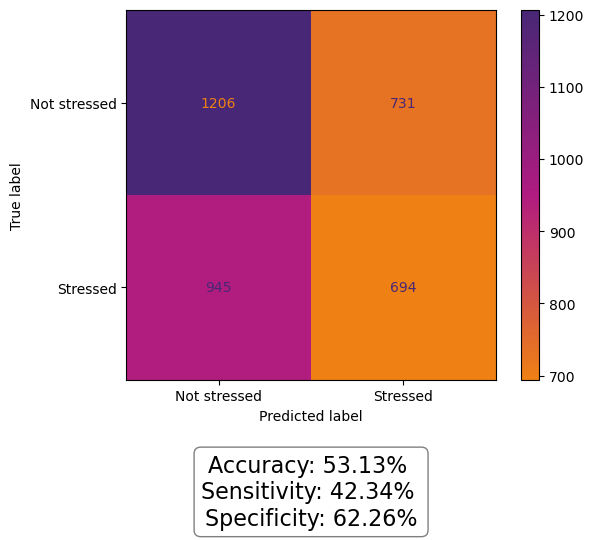 1200
1100
1000
900
800
700
True label
Not stressed
1206
731
Stressed
945
694
Not stressed
Stressed
Predicted label
Accuracy: 53.13%
Sensitivity: 42.34%
Specificity: 62.26%